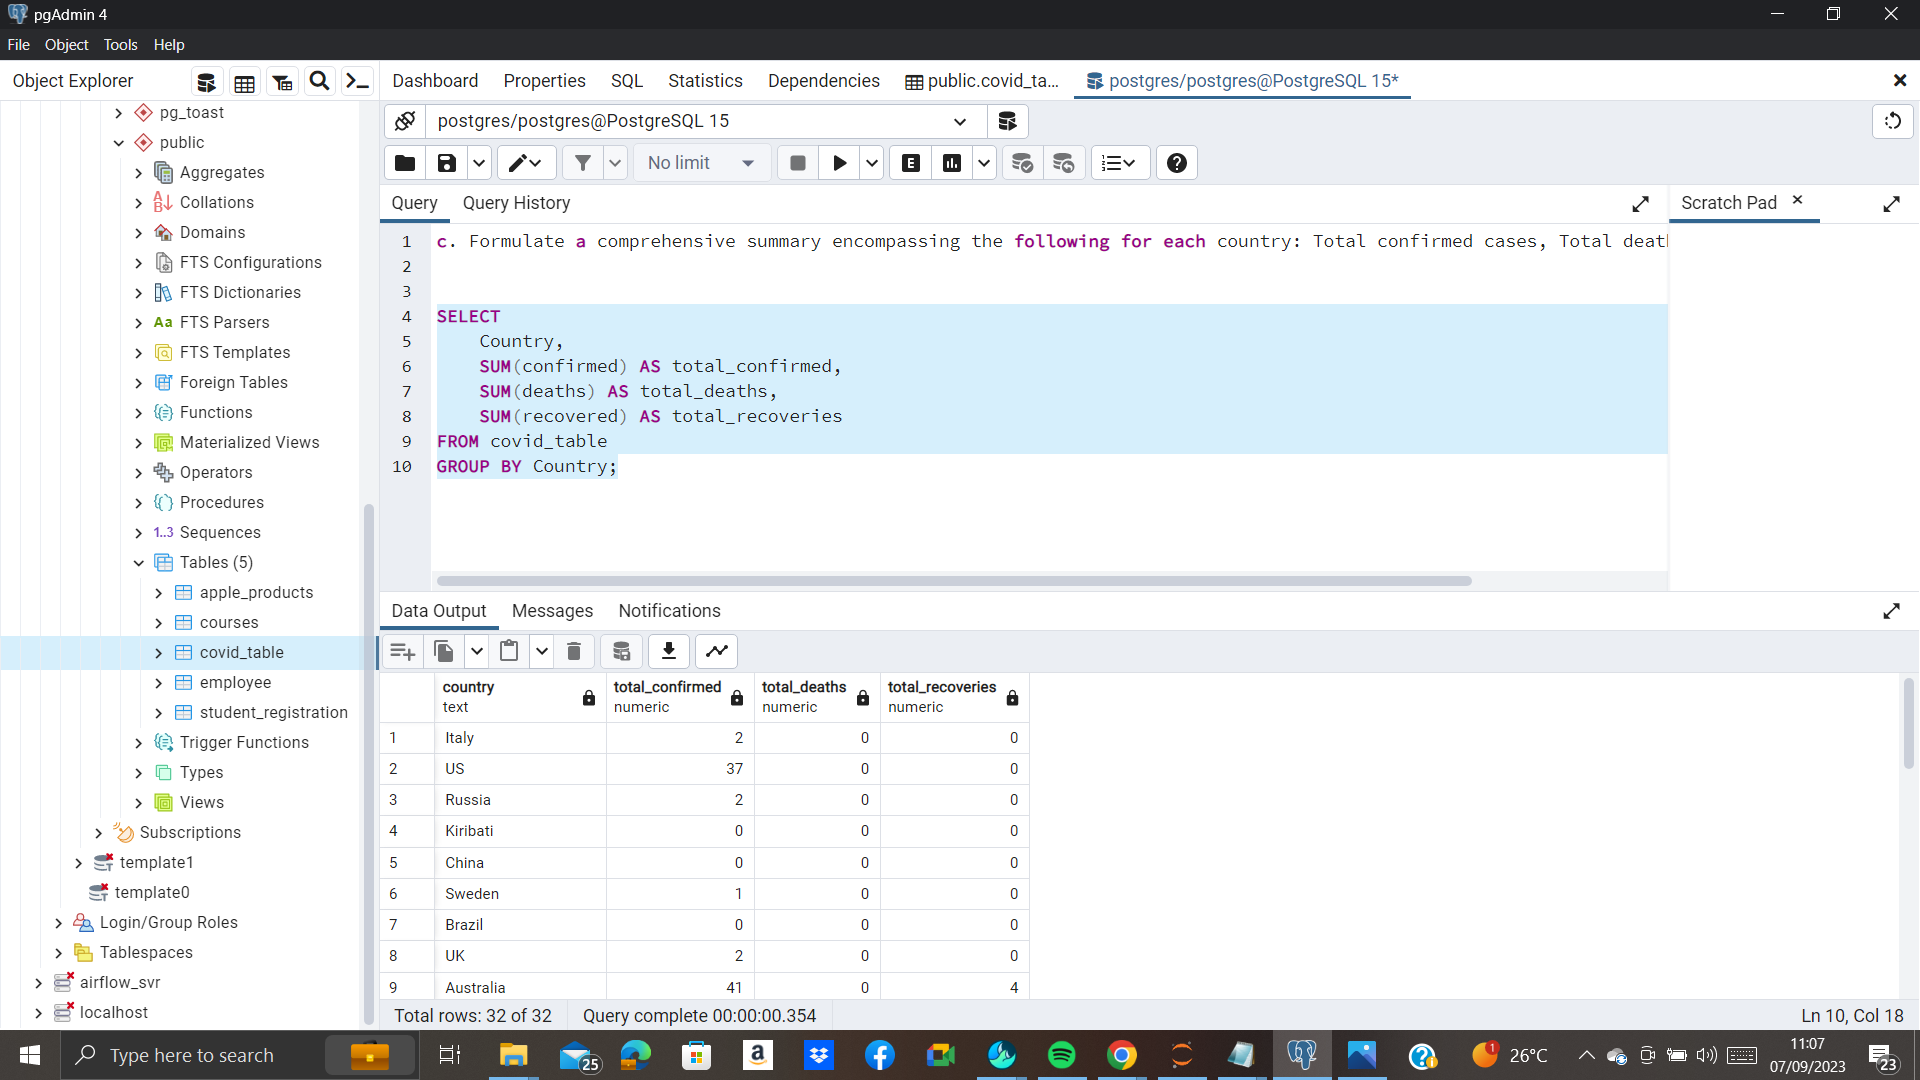 pgAdmin 4
File Object Tools Help
Object Explorer
Dashboard Properties SQL Statistics Dependencies public.covid_ta... postgres/postgres@PostgreSQL 15*
pg_toast
public
Aggregates
Collations
Domains
FTS Configurations
FTS Dictionaries
Aa FTS Parsers
FTS Templates
Foreign Tables
Functions
Materialized Views
Operators
Procedures
1..3 Sequences
Tables (5)
apple_products
courses
covid_table
employee
student_registration
Trigger Functions
Types
Views
Subscriptions
template1
template0
Login/Group Roles
Tablespaces
airflow_svr
localhost
postgres/postgres@PostgreSQL 15
No limit
E
Query Query History
Scratch Pad
1 c. Formulate a comprehensive summary encompassing the following for each country: Total confirmed cases, Total deat
2
3
4 SELECT
5 Country,
6 SUM(confirmed) AS total_confirmed,
7 SUM(deaths) AS total_deaths,
8 SUM(recovered) AS total_recoveries
9 FROM covid_table
10 GROUP BY Country;
Data Output Messages Notifications
country total_confirmed total_deaths total_recoveries
text numeric numeric numeric
1 Italy 2 0 0
2 US 37 0 0
3 Russia 2 0 0
4 Kiribati 0 0 0
5 China 0 0 0
6 Sweden 1 0 0
7 Brazil 0 0 0
8 UK 2 0 0
9 Australia 41 0 4
Total rows: 32 of 32 Query complete 00:00:00.354 Ln 10, Col 18
Type here to search 25 1 26°C 11:07
07/09/2023 23